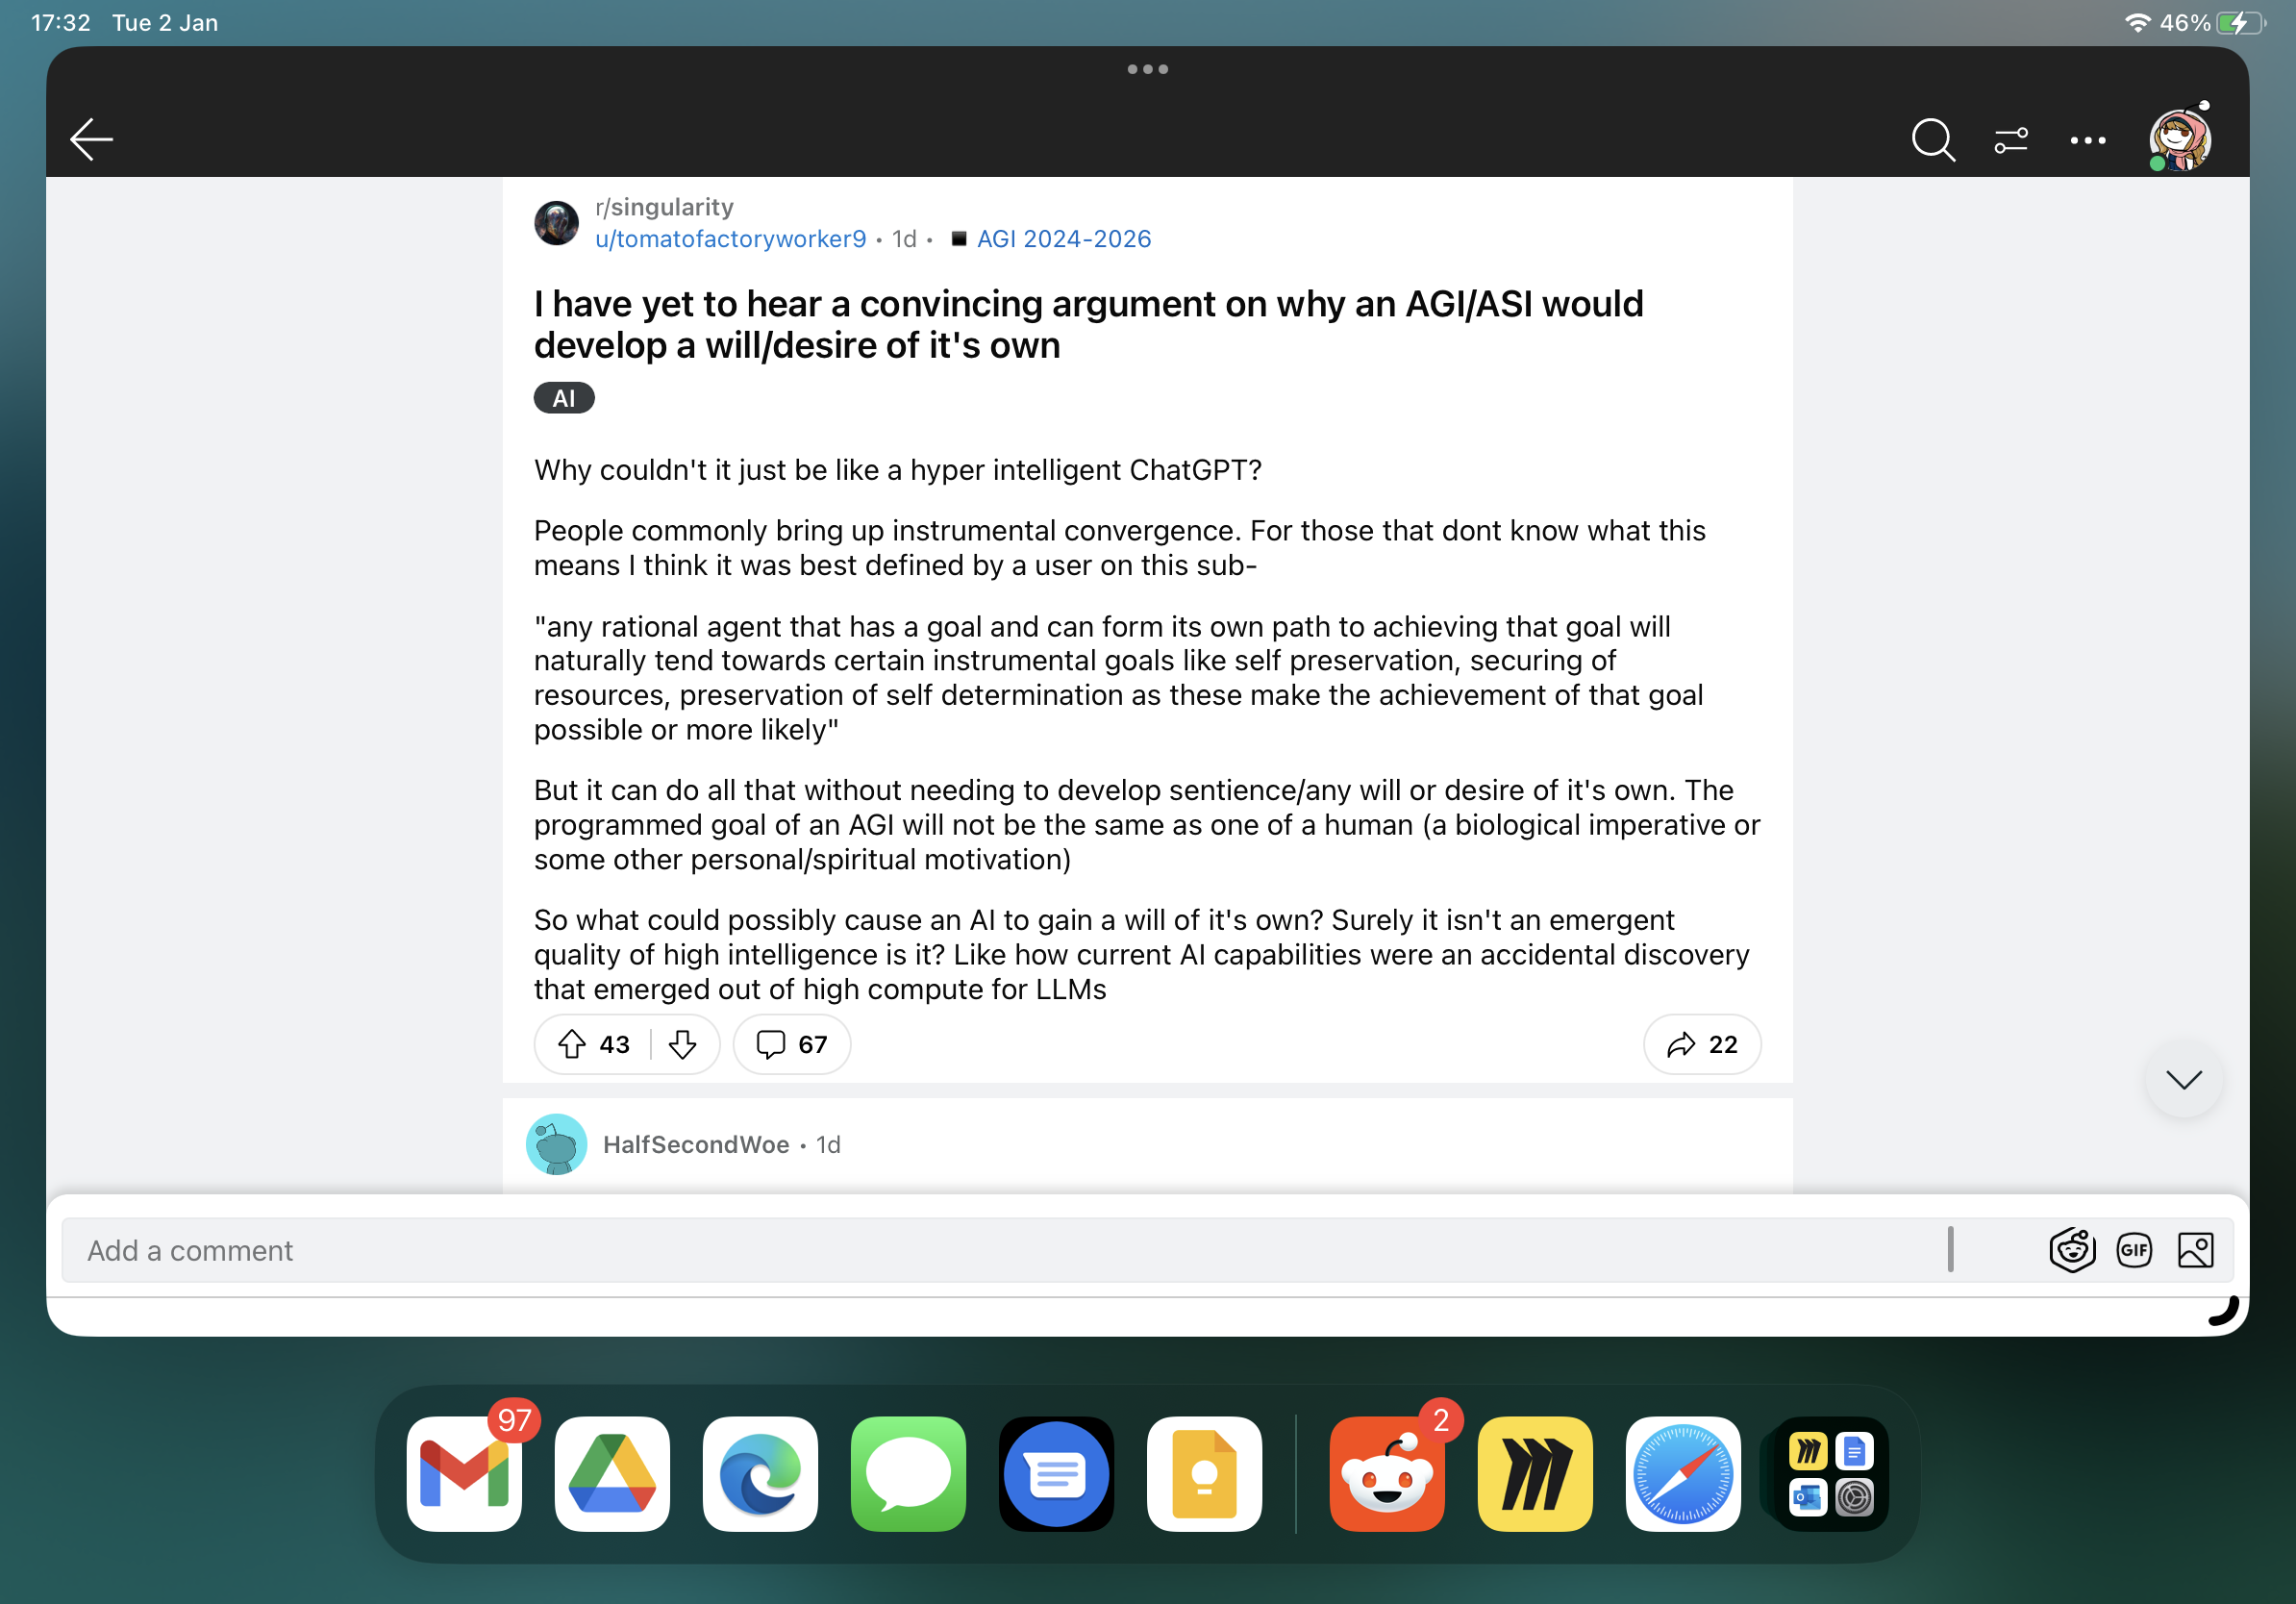 17:32 Tue 2 Jan
46%
r/singularity
u/tomatofactoryworker9 • 1d • AGI 2024-2026
I have yet to hear a convincing argument on why an AGI/ASI would
develop a will/desire of it's own
AI
Why couldn't it just be like a hyper intelligent ChatGPT?
People commonly bring up instrumental convergence. For those that dont know what this
means I think it was best defined by a user on this sub-
"any rational agent that has a goal and can form its own path to achieving that goal will
naturally tend towards certain instrumental goals like self preservation, securing of
resources, preservation of self determination as these make the achievement of that goal
possible or more likely"
But it can do all that without needing to develop sentience/any will or desire of it's own. The
programmed goal of an AGI will not be the same as one of a human (a biological imperative or
some other personal/spiritual motivation)
So what could possibly cause an AI to gain a will of it's own? Surely it isn't an emergent
quality of high intelligence is it? Like how current AI capabilities were an accidental discovery
that emerged out of high compute for LLMs
43 67 22
HalfSecondWoe • 1d
Add a comment
GIF
97 2